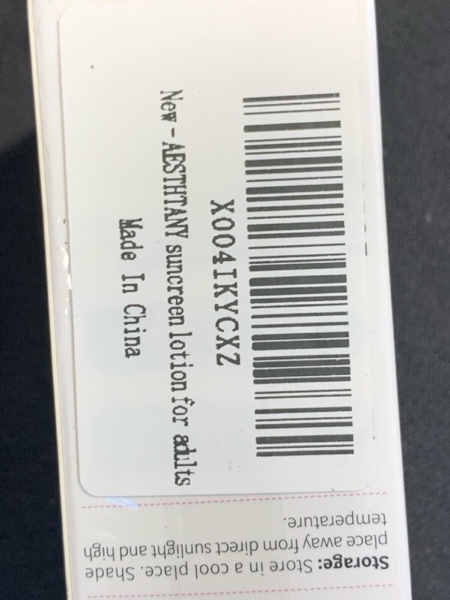 X004IKYCXZ
New - AESTHTANY suncreen lotion for adults
Made In China
Storage: Store in a cool place. Shade
place away from direct sunlight and high
temperature.